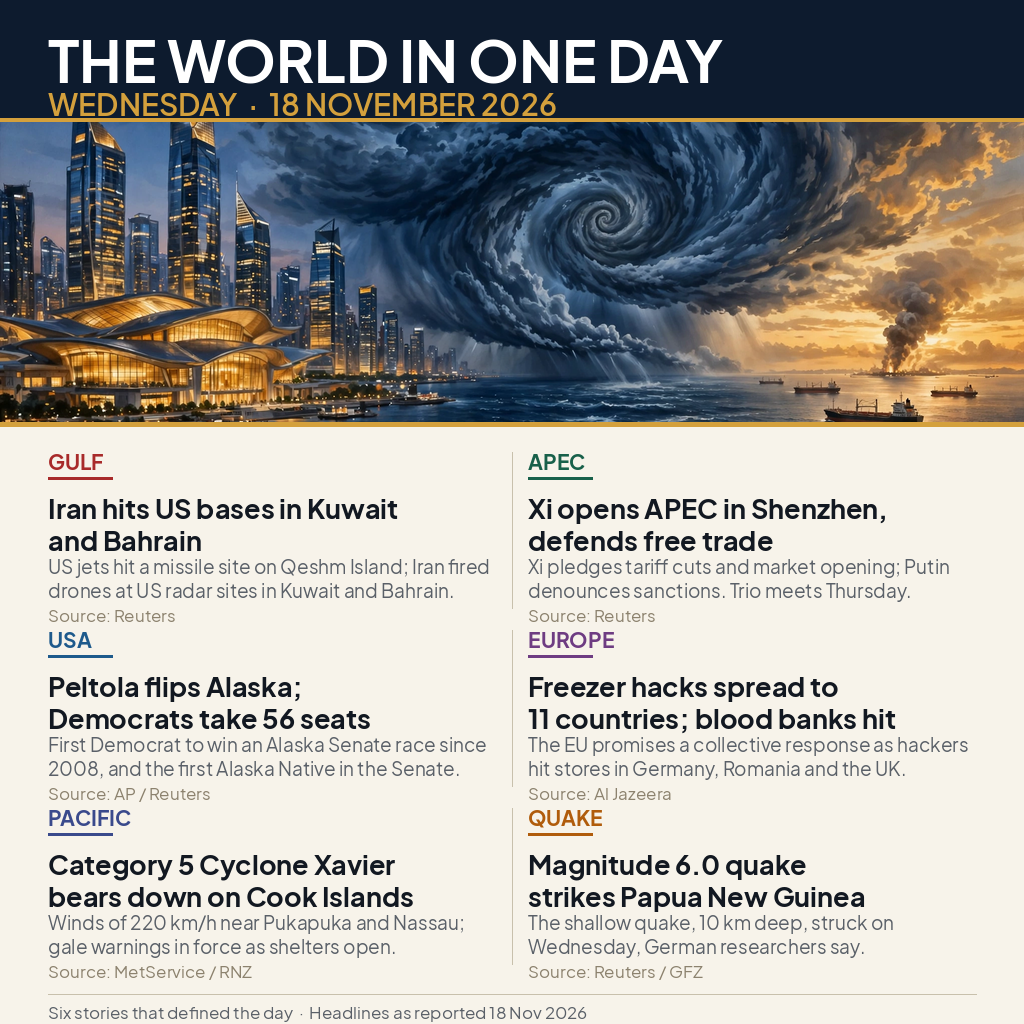 THE WORLD IN ONE DAY
WEDNESDAY · 18 NOVEMBER 2026
GULF
Iran hits US bases in Kuwait
and Bahrain
US jets hit a missile site on Qeshm Island; Iran fired
drones at US radar sites in Kuwait and Bahrain.
Source: Reuters
APEC
Xi opens APEC in Shenzhen,
defends free trade
Xi pledges tariff cuts and market opening; Putin
denounces sanctions. Trio meets Thursday.
Source: Reuters
USA
Peltola flips Alaska;
Democrats take 56 seats
First Democrat to win an Alaska Senate race since
2008, and the first Alaska Native in the Senate.
Source: AP / Reuters
EUROPE
Freezer hacks spread to
11 countries; blood banks hit
The EU promises a collective response as hackers
hit stores in Germany, Romania and the UK.
Source: Al Jazeera
PACIFIC
Category 5 Cyclone Xavier
bears down on Cook Islands
Winds of 220 km/h near Pukapuka and Nassau;
gale warnings in force as shelters open.
Source: MetService / RNZ
QUAKE
Magnitude 6.0 quake
strikes Papua New Guinea
The shallow quake, 10 km deep, struck on
Wednesday, German researchers say.
Source: Reuters / GFZ
Six stories that defined the day · Headlines as reported 18 Nov 2026